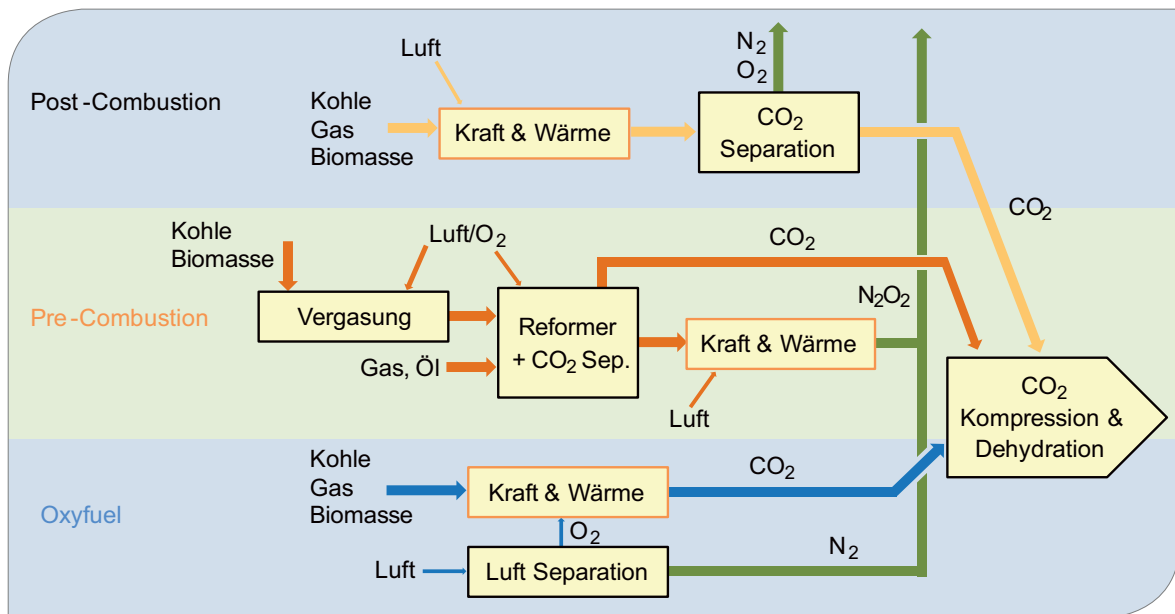 Post-Combustion
Luft
Kohle
Gas
Biomasse
Kraft & Wärme
N₂
O₂
CO₂
Separation
CO₂
Pre-Combustion
Kohle
Biomasse
Luft/O₂
Vergasung
Gas, Öl
Reformer
+ CO₂ Sep.
CO₂
Kraft & Wärme
Luft
N₂O₂
CO₂
Kompression &
Dehydration
Oxyfuel
Kohle
Gas
Biomasse
Kraft & Wärme
CO₂
O₂
Luft
Luft Separation
N₂